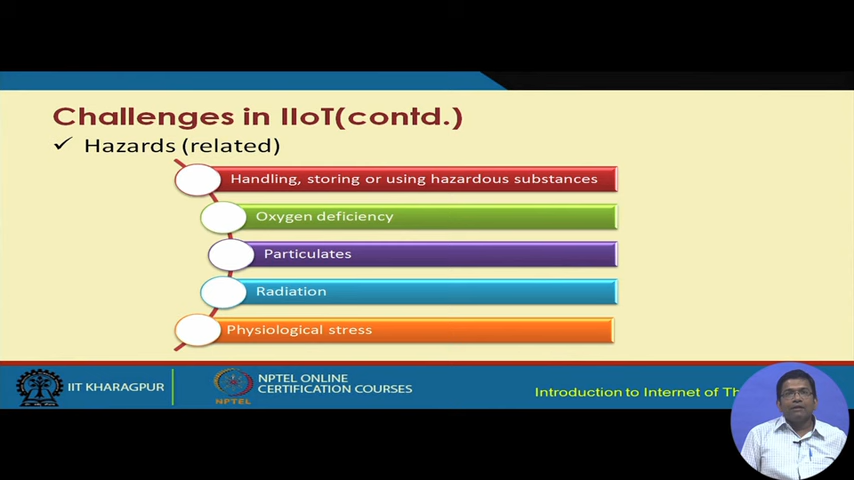 Challenges in IIoT(contd.)
Hazards (related)
Handling, storing or using hazardous substances
Oxygen deficiency
Particulates
Radiation
Physiological stress
IIT KHARAGPUR
NPTEL ONLINE
CERTIFICATION COURSES
NPTEL
Introduction to Internet of